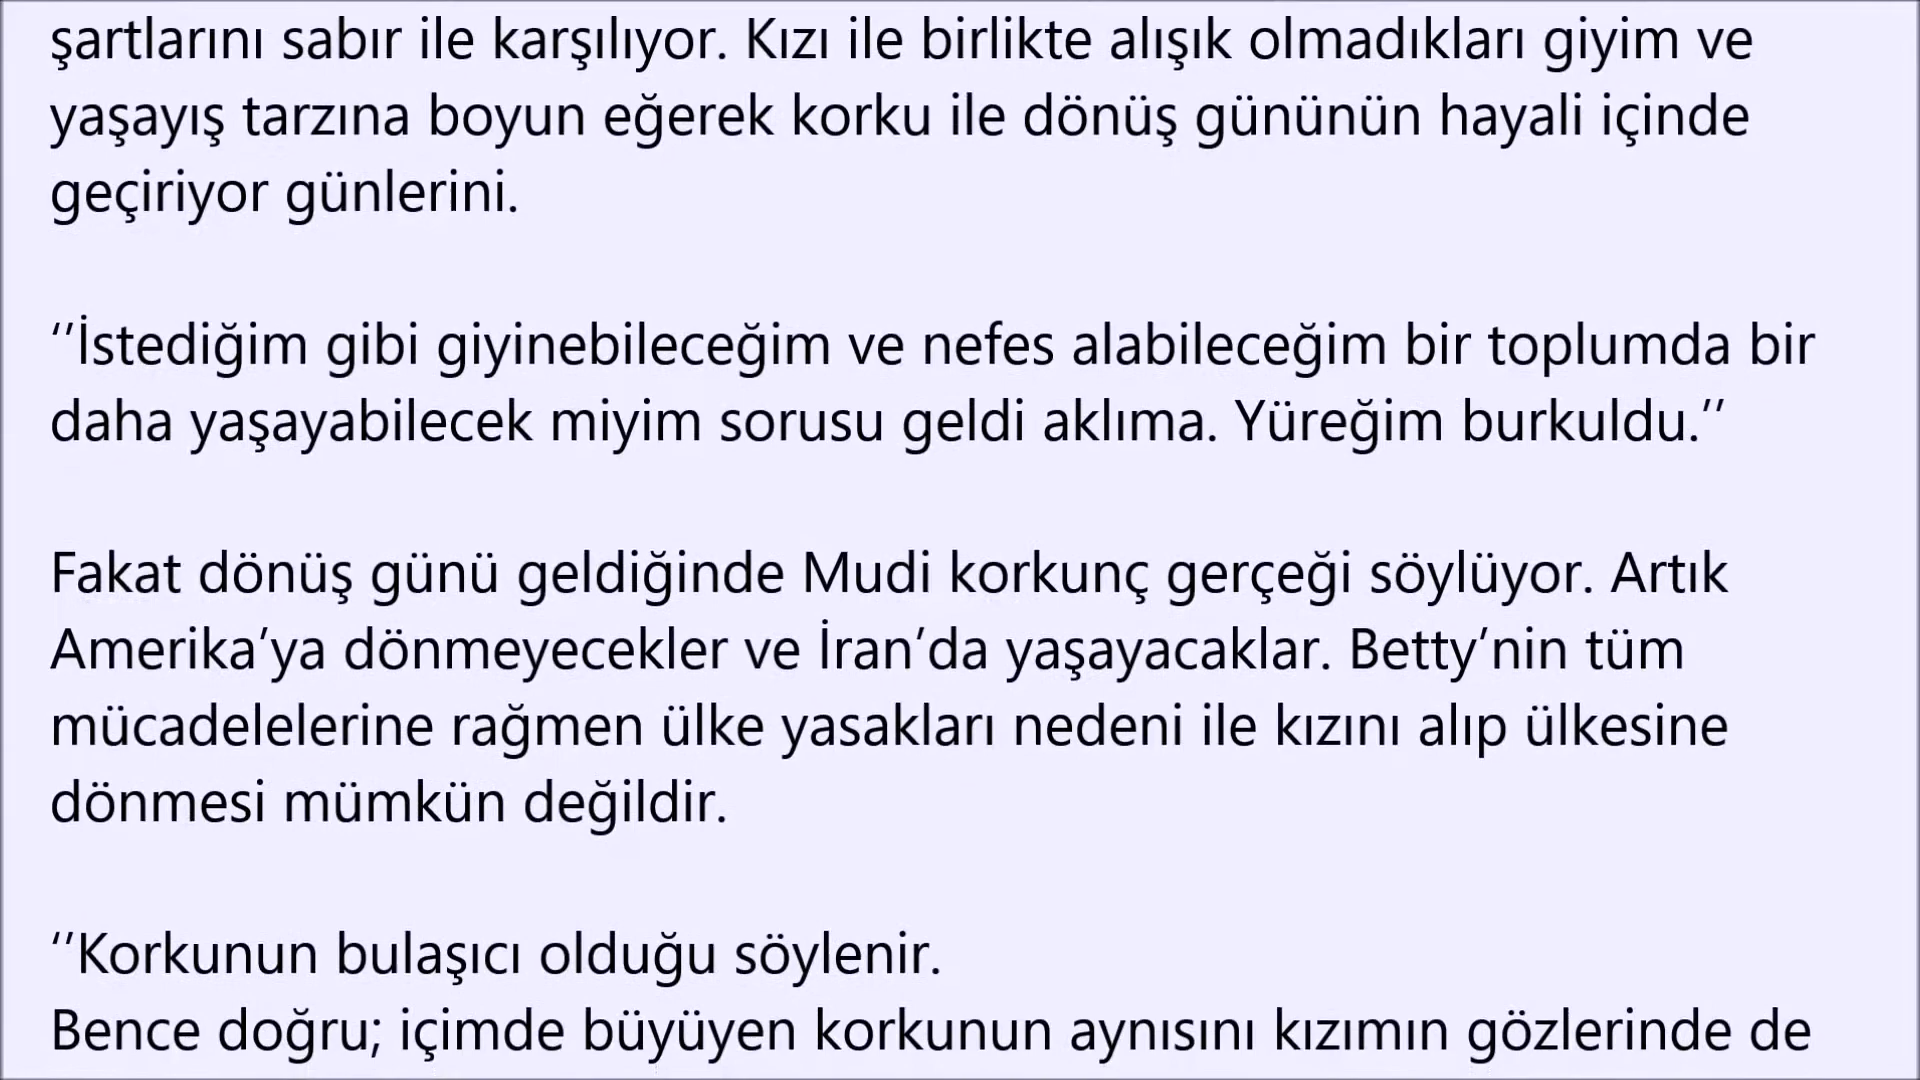 şartlarını sabır ile karşılıyor. Kızı ile birlikte alışık olmadıkları giyim ve
yaşayış tarzına boyun eğerek korku ile dönüş gününün hayali içinde
geçiriyor günlerini.
‘’İstediğim gibi giyinebileceğim ve nefes alabileceğim bir toplumda bir
daha yaşayabilecek miyim sorusu geldi aklıma. Yüreğim burkuldu.’’
Fakat dönüş günü geldiğinde Mudi korkunç gerçeği söylüyor. Artık
Amerika’ya dönmeyecekler ve İran’da yaşayacaklar. Betty’nin tüm
mücadelelerine rağmen ülke yasakları nedeni ile kızını alıp ülkesine
dönmesi mümkün değildir.
‘’Korkunun bulaşıcı olduğu söylenir.
Bence doğru; içimde büyüyen korkunun aynısını kızımın gözlerinde de